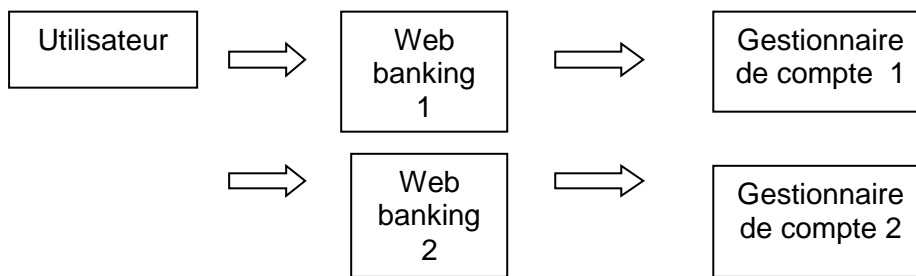 Utilisateur
Web
banking
1
Gestionnaire
de compte 1
Web
banking
2
Gestionnaire
de compte 2